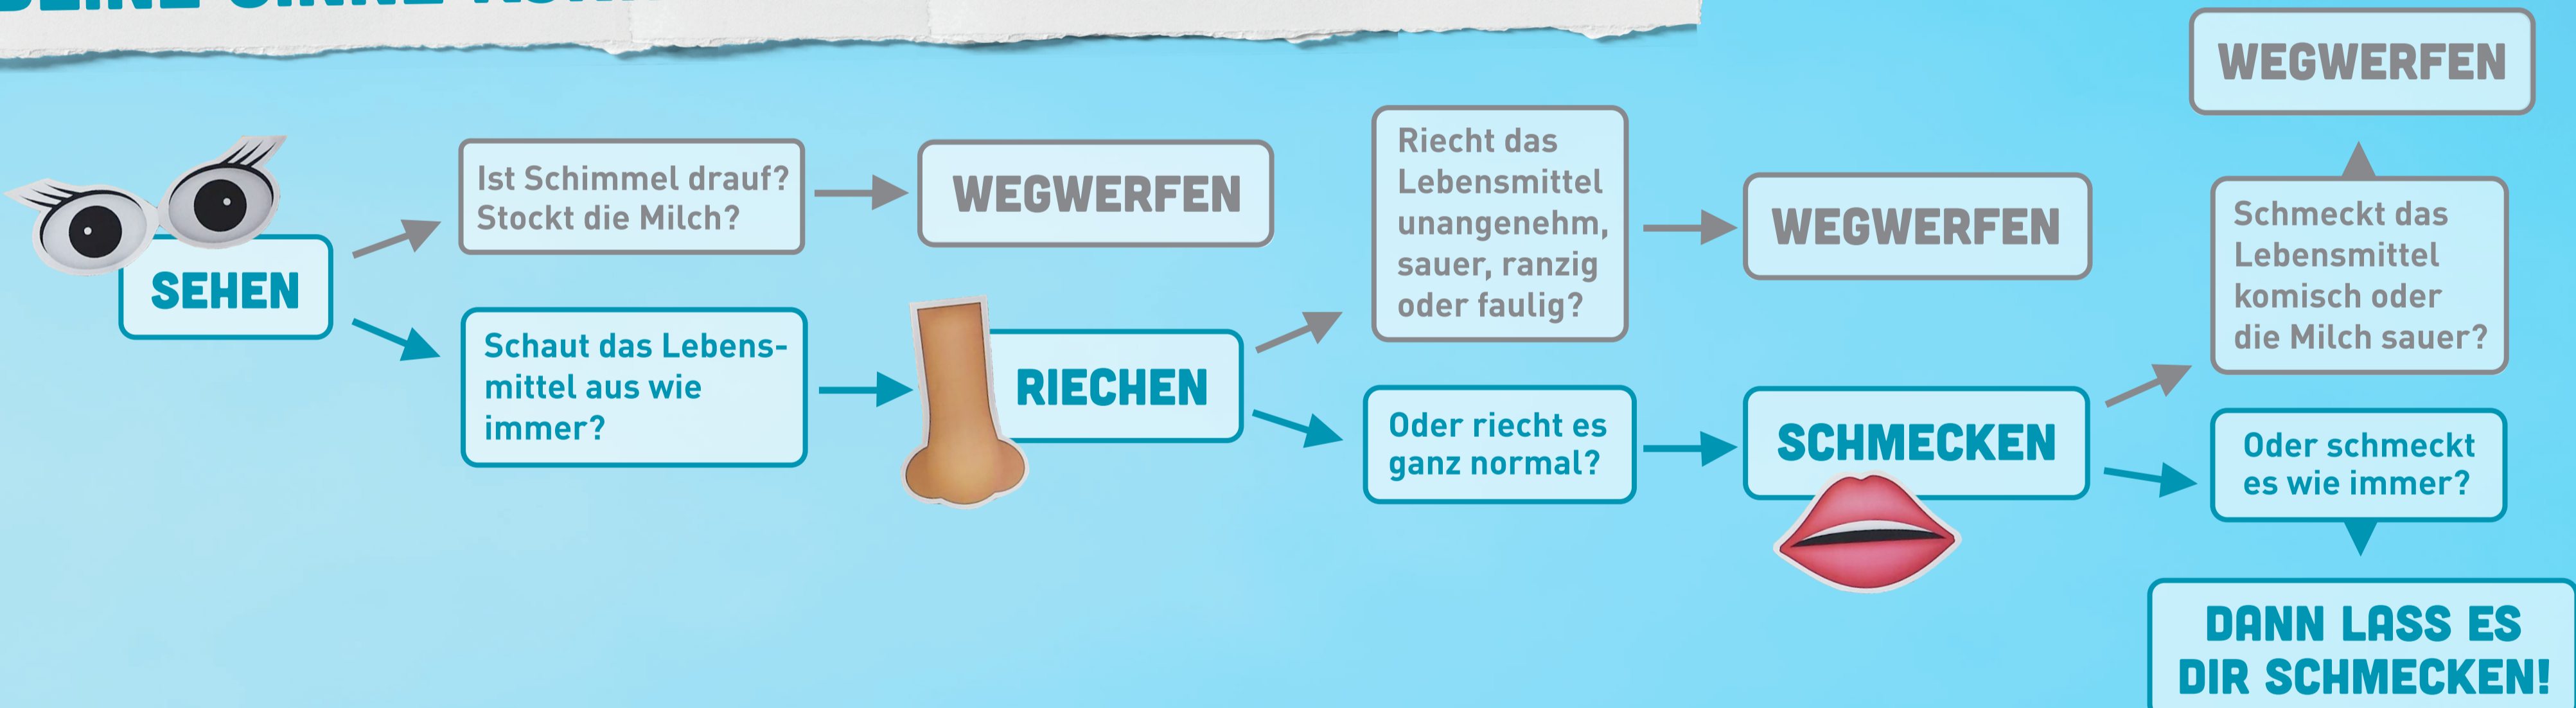 SEHEN
Ist Schimmel drauf?
Stockt die Milch?
WEGWERFEN
Schaut das Lebens-
mittel aus wie
immer?
RIECHEN
Riecht das
Lebensmittel
unangenehm,
sauer, ranzig
oder faulig?
WEGWERFEN
Oder riecht es
ganz normal?
SCHMECKEN
Schmeckt das
Lebensmittel
komisch oder
die Milch sauer?
WEGWERFEN
Oder schmeckt
es wie immer?
DANN LASS ES
DIR SCHMECKEN!